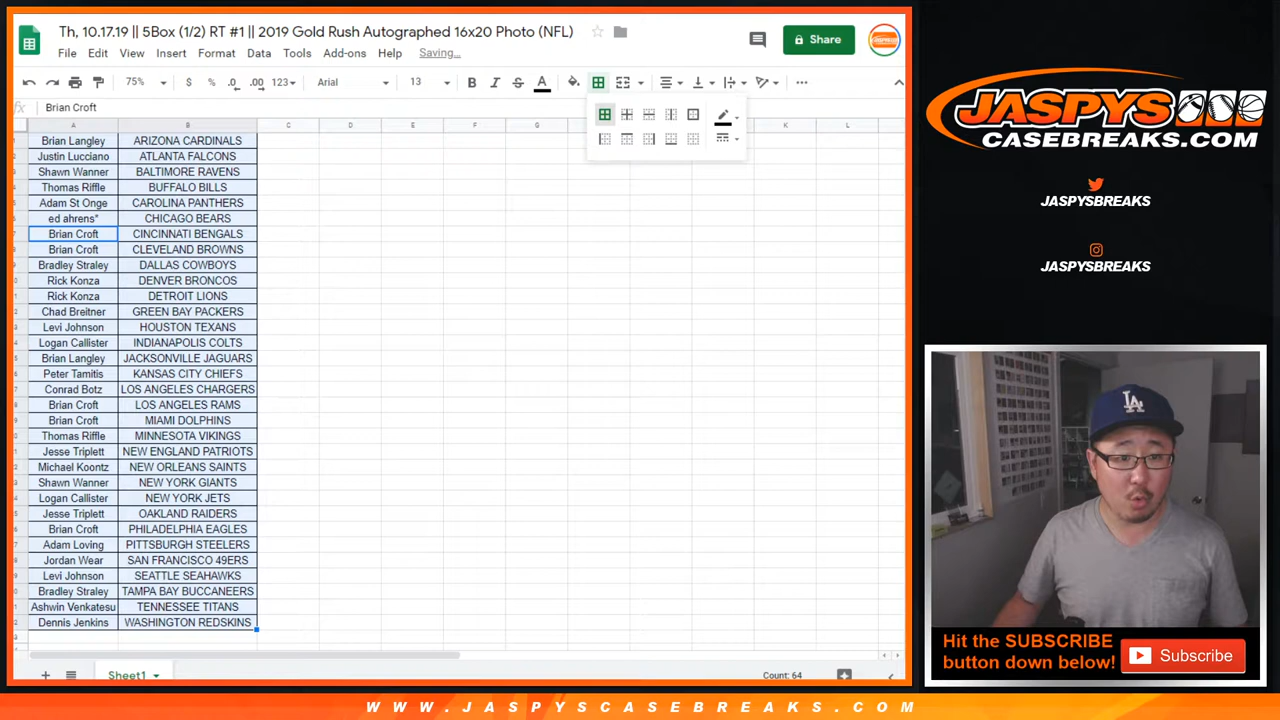 Th, 10.17.19 || 5Box (1/2) RT #1 || 2019 Gold Rush Autographed 16x20 Photo (NFL)
File Edit View Insert Format Data Tools Add-ons Help Saving...
Share
75% $ % .0 .00 123 Arial 13 B I S A
fx Brian Croft
A B C D E F G K L
Brian Langley ARIZONA CARDINALS
Justin Lucciano ATLANTA FALCONS
Shawn Wanner BALTIMORE RAVENS
Thomas Riffle BUFFALO BILLS
Adam St Onge CAROLINA PANTHERS
ed ahrens* CHICAGO BEARS
Brian Croft CINCINNATI BENGALS
Brian Croft CLEVELAND BROWNS
Bradley Straley DALLAS COWBOYS
Rick Konza DENVER BRONCOS
Rick Konza DETROIT LIONS
Chad Breitner GREEN BAY PACKERS
Levi Johnson HOUSTON TEXANS
Logan Callister INDIANAPOLIS COLTS
Brian Langley JACKSONVILLE JAGUARS
Peter Tamitis KANSAS CITY CHIEFS
Conrad Botz LOS ANGELES CHARGERS
Brian Croft LOS ANGELES RAMS
Brian Croft MIAMI DOLPHINS
Thomas Riffle MINNESOTA VIKINGS
Jesse Triplett NEW ENGLAND PATRIOTS
Michael Koontz NEW ORLEANS SAINTS
Shawn Wanner NEW YORK GIANTS
Logan Callister NEW YORK JETS
Jesse Triplett OAKLAND RAIDERS
Brian Croft PHILADELPHIA EAGLES
Adam Loving PITTSBURGH STEELERS
Jordan Wear SAN FRANCISCO 49ERS
Levi Johnson SEATTLE SEAHAWKS
Bradley Straley TAMPA BAY BUCCANEERS
Ashwin Venkatesu TENNESSEE TITANS
Dennis Jenkins WASHINGTON REDSKINS
Sheet1
Count: 64
JASPYS
CASEBREAKS.COM
JASPYSBREAKS
JASPYSBREAKS
LA
Hit the SUBSCRIBE
button down below!
Subscribe
WWW.JASPYSCASEBREAKS.COM